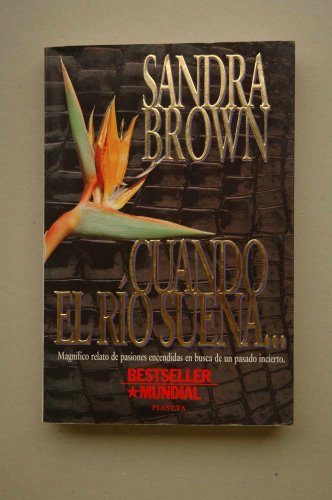 SANDRA
BROWN
CUANDO
EL RÍO SUENA...
Magnífico relato de pasiones encendidas en busca de un pasado incierto.
BESTSELLER
★MUNDIAL
PLANETA